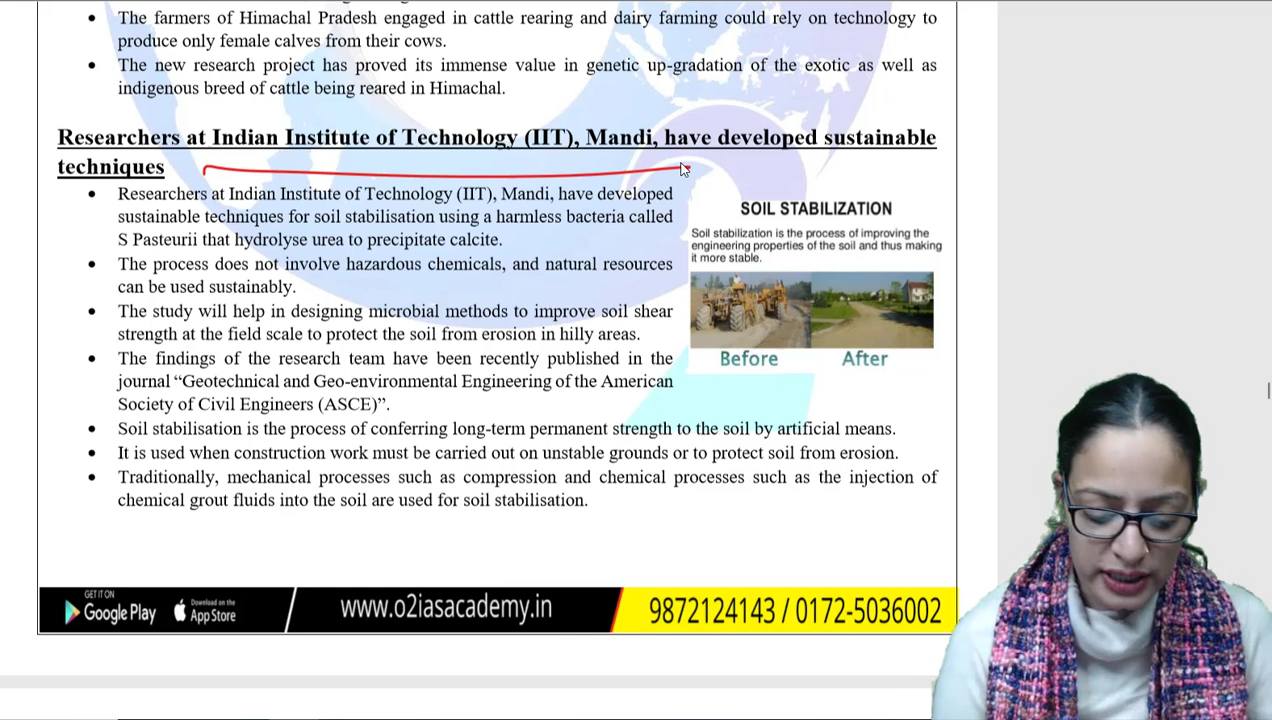 • The farmers of Himachal Pradesh engaged in cattle rearing and dairy farming could rely on technology to
produce only female calves from their cows.
• The new research project has proved its immense value in genetic up-gradation of the exotic as well as
indigenous breed of cattle being reared in Himachal.
Researchers at Indian Institute of Technology (IIT), Mandi, have developed sustainable
techniques
• Researchers at Indian Institute of Technology (IIT), Mandi, have developed
sustainable techniques for soil stabilisation using a harmless bacteria called
S Pasteurii that hydrolyse urea to precipitate calcite.
• The process does not involve hazardous chemicals, and natural resources
can be used sustainably.
• The study will help in designing microbial methods to improve soil shear
strength at the field scale to protect the soil from erosion in hilly areas.
• The findings of the research team have been recently published in the
journal “Geotechnical and Geo-environmental Engineering of the American
Society of Civil Engineers (ASCE)”.
SOIL STABILIZATION
Soil stabilization is the process of improving the
engineering properties of the soil and thus making
it more stable.
Before After
• Soil stabilisation is the process of conferring long-term permanent strength to the soil by artificial means.
• It is used when construction work must be carried out on unstable grounds or to protect soil from erosion.
• Traditionally, mechanical processes such as compression and chemical processes such as the injection of
chemical grout fluids into the soil are used for soil stabilisation.
GET IT ON
Google Play
Download on the
App Store
www.o2iasacademy.in
9872124143 / 0172-5036002